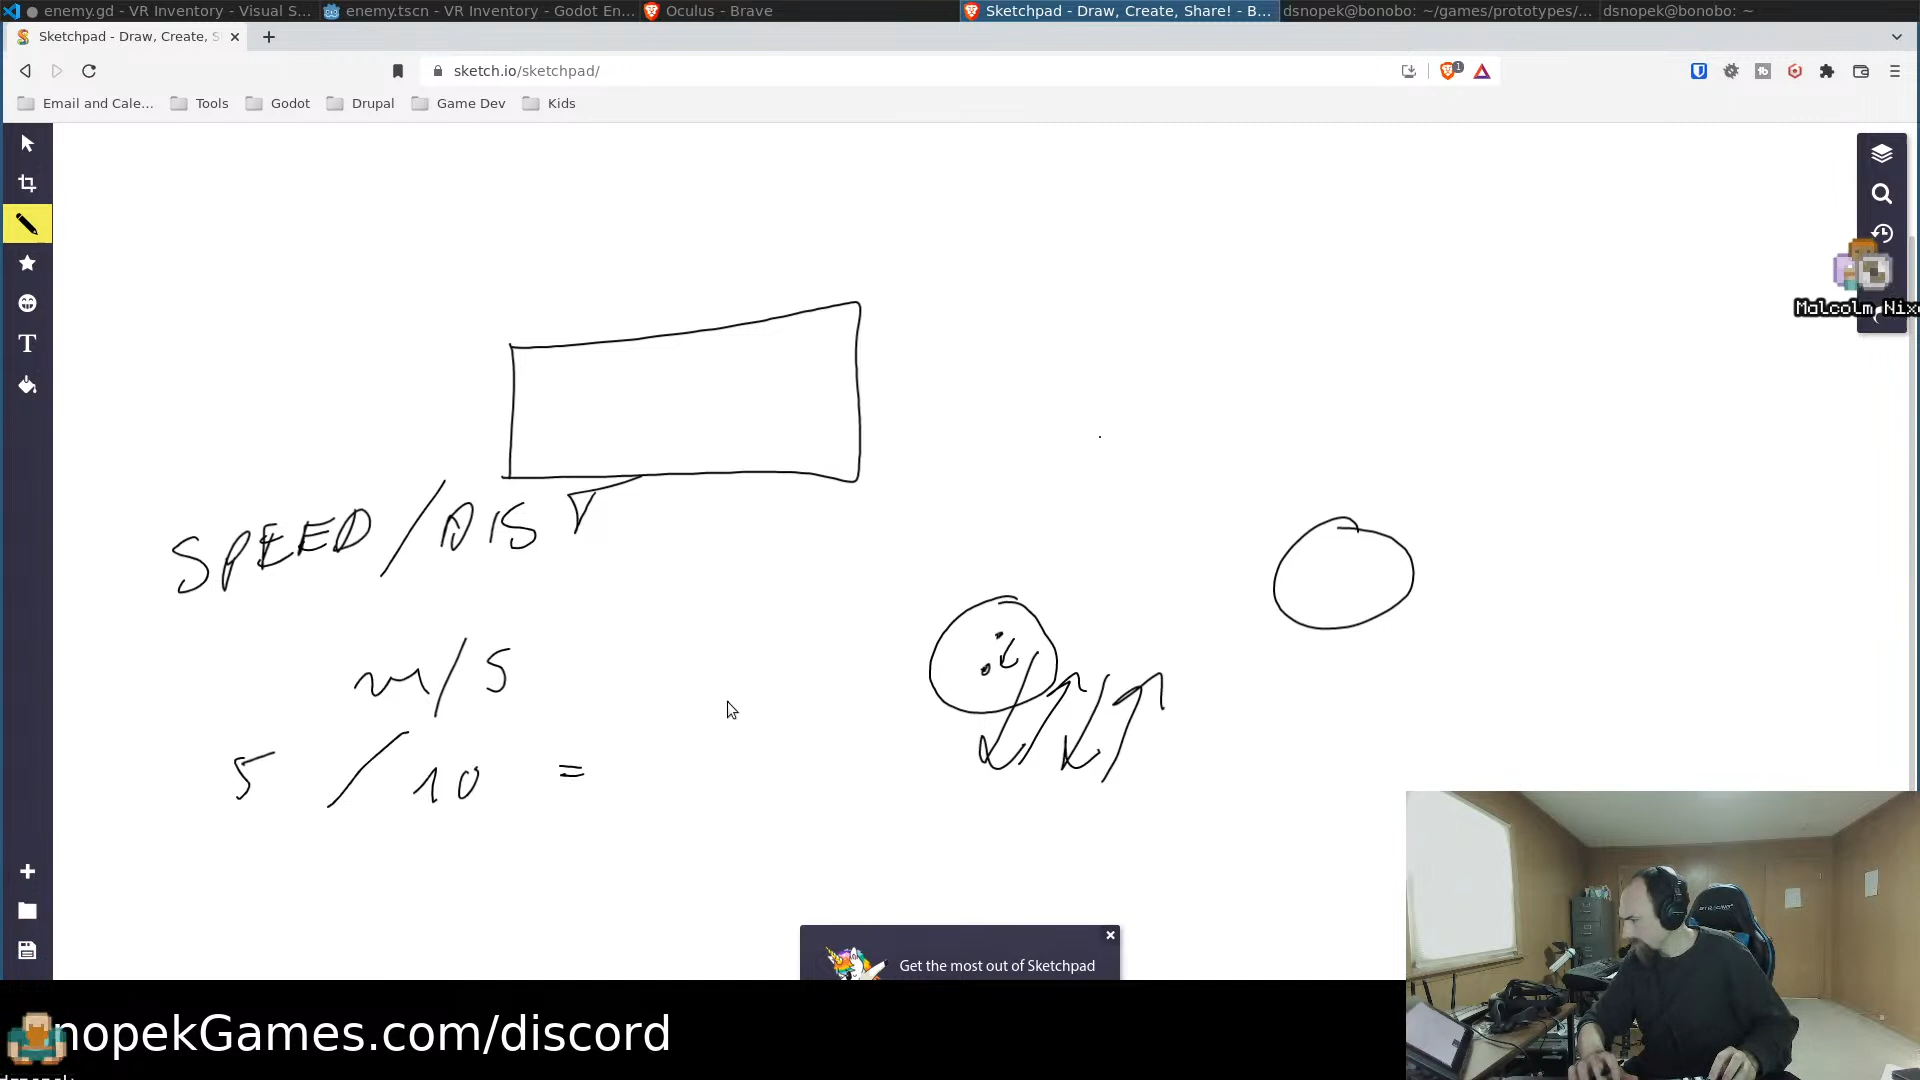 enemy.gd - VR Inventory - Visual S...
enemy.tscn - VR Inventory - Godot En...
Oculus - Brave
Sketchpad - Draw, Create, Share! - B...
dsnopek@bonobo: ~/games/prototypes/...
dsnopek@bonobo: ~
Sketchpad - Draw, Create, S
sketch.io/sketchpad/
1
Email and Cale...
Tools
Godot
Drupal
Game Dev
Kids
Malcolm Nix
SPEED/DIST
m/s
5 / 10 =
Get the most out of Sketchpad
nopekGames.com/discord